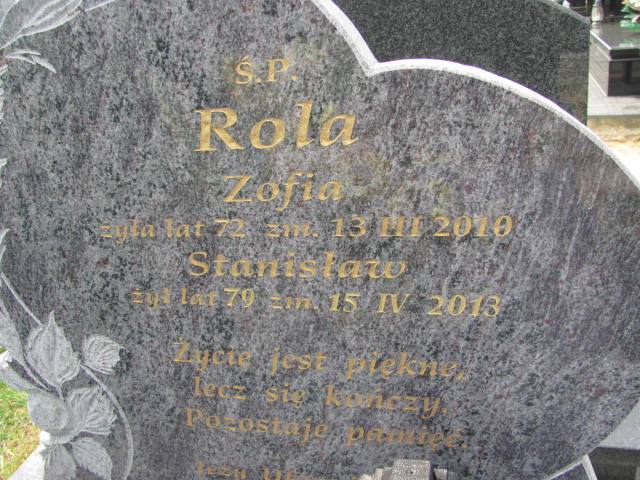 Ś.P.
Rola
Zofia
żyła lat 72 zm. 13 III 2010
Stanisław
żył lat 79 zm. 15 IV 2013
Życie jest piękne,
lecz się kończy.
Pozostaje pamięć.